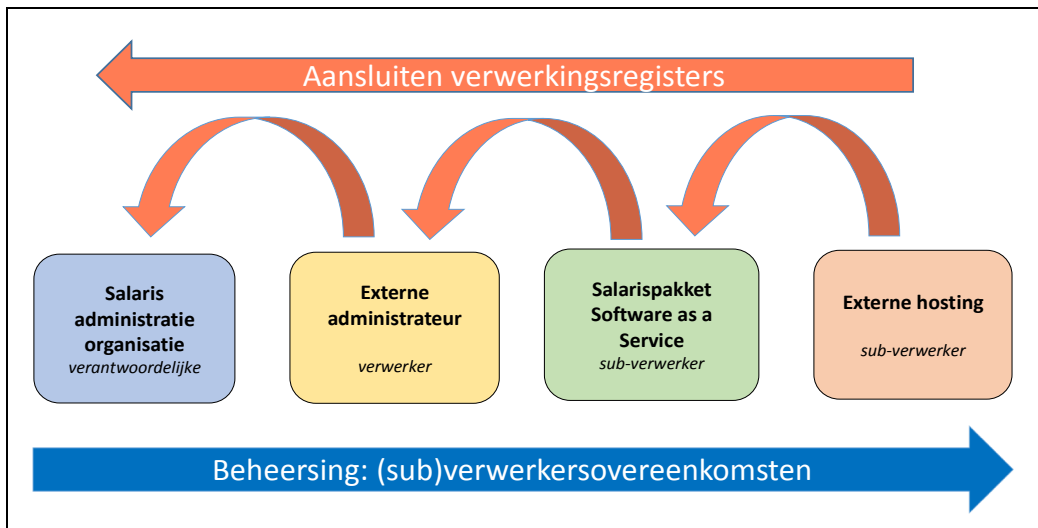 Aansluiten verwerkingsregisters
Salaris
administratie
organisatie
verantwoordelijke
Externe
administrateur
verwerker
Salarispakket
Software as a
Service
sub-verwerker
Externe hosting
sub-verwerker
Beheersing: (sub)verwerkersovereenkomsten